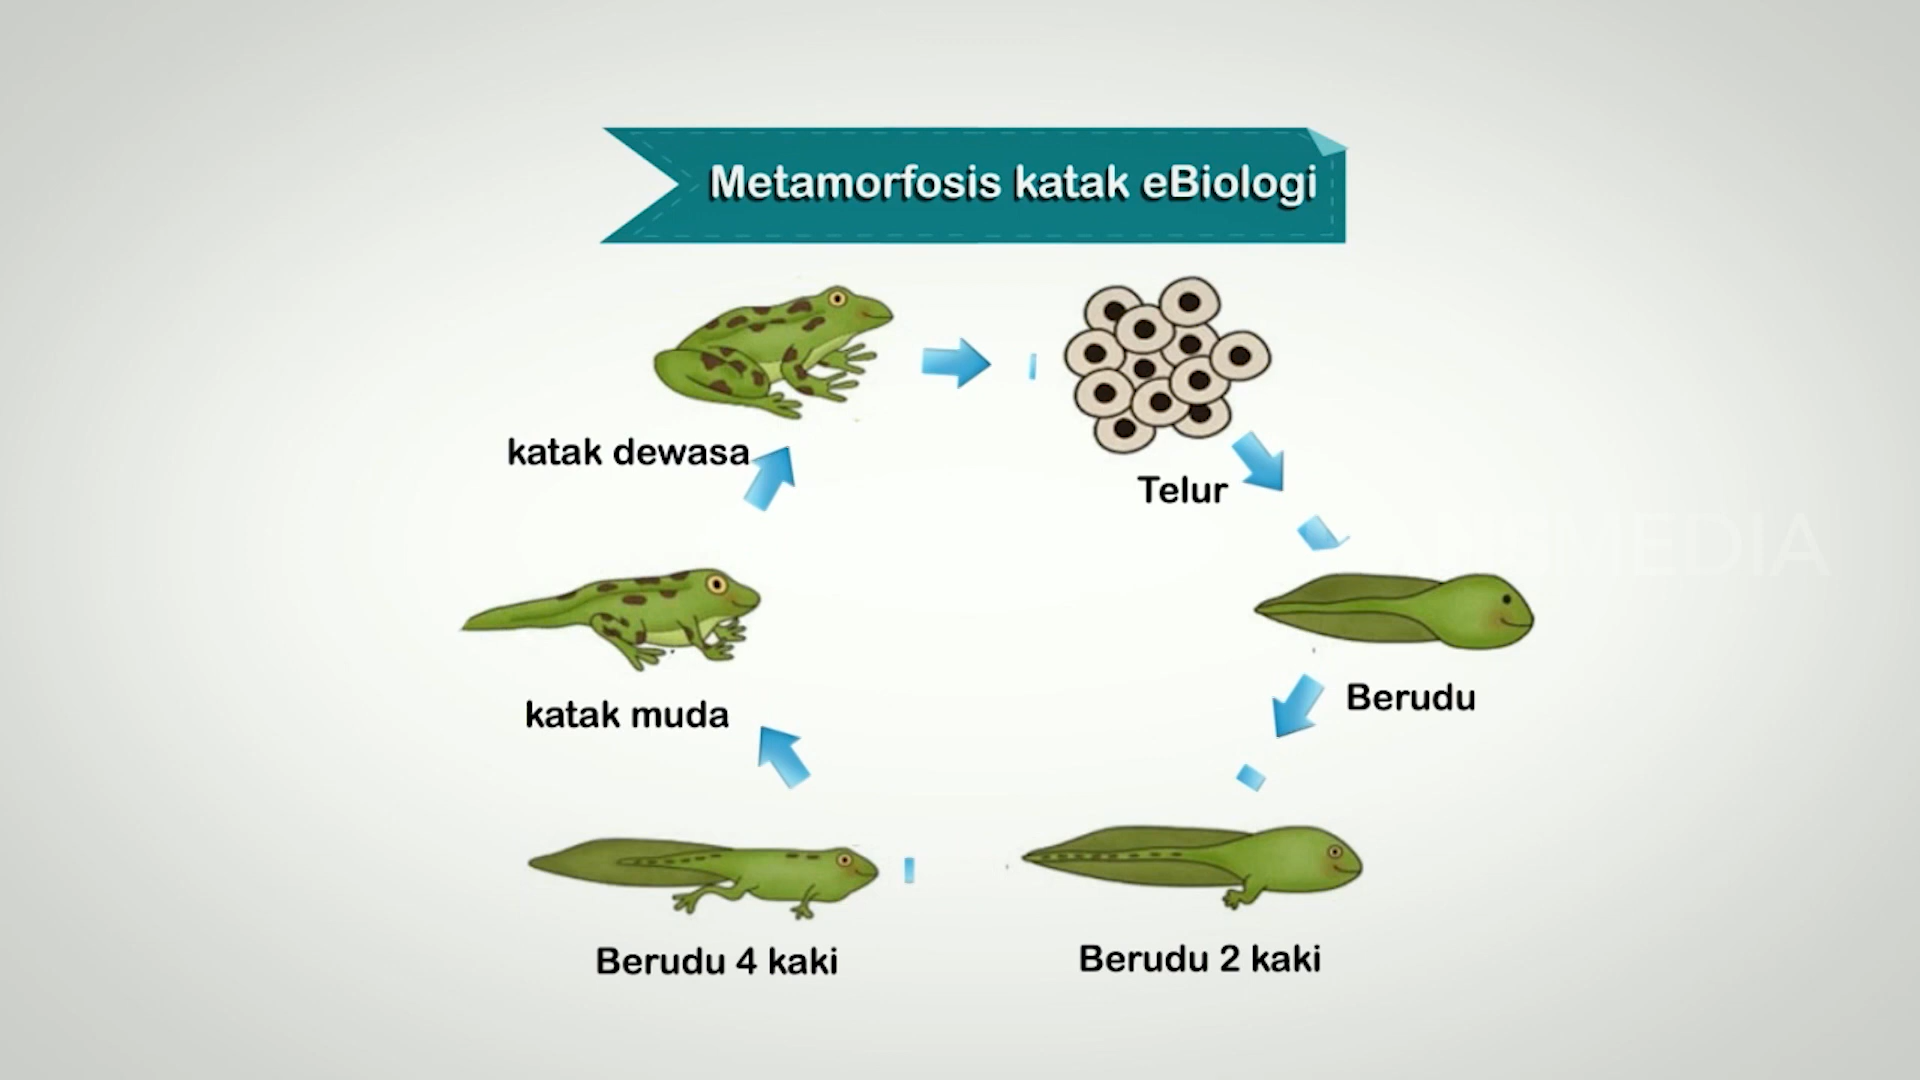 Metamorfosis katak eBiologi
katak dewasa
Telur
Berudu
katak muda
Berudu 4 kaki
Berudu 2 kaki